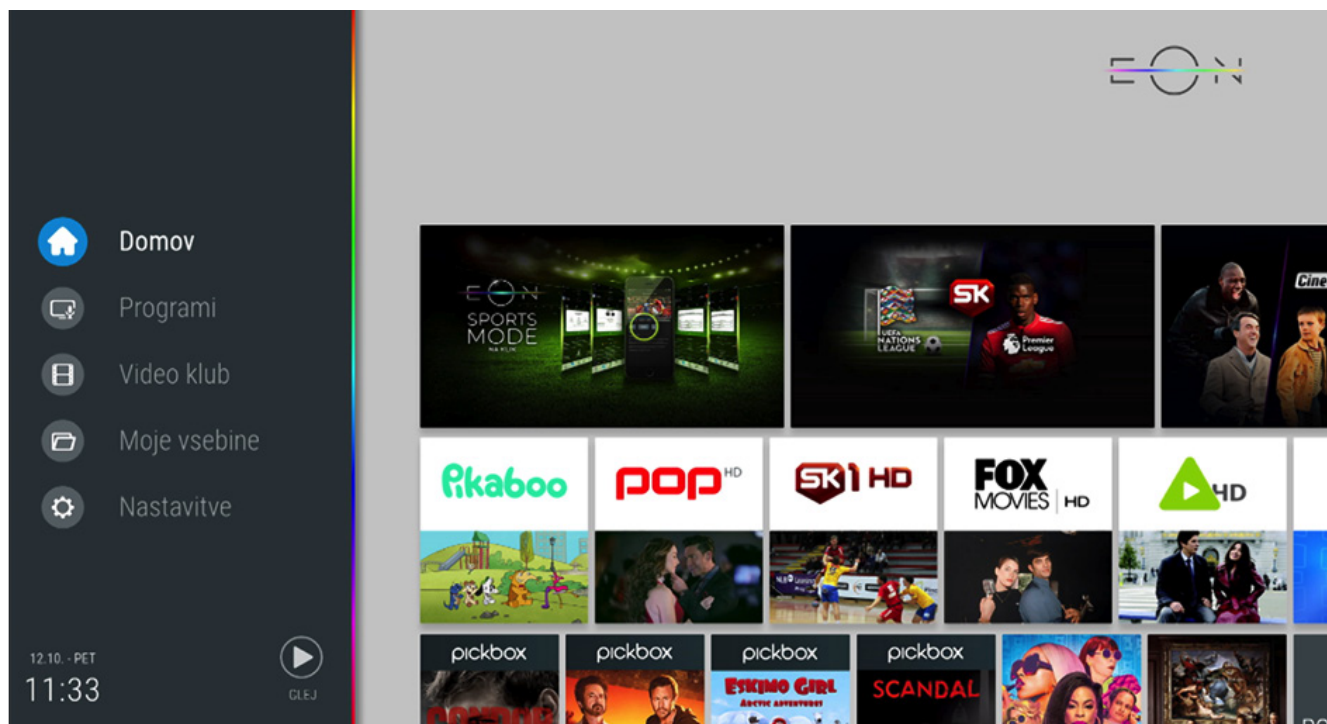 EON
Domov
Programi
Video klub
Moje vsebine
Nastavitve
12.10. - PET
11:33
GLEJ
EON
SPORTS
MODE
NA KLIK
UEFA
NATIONS
LEAGUE
SK
Premier
League
Cine
Pikaboo
pop HD
SK1 HD
FOX
MOVIES | HD
HD
pickbox
pickbox
pickbox
pickbox
CONDOR
ESKIMO GIRL
ARCTIC ADVENTURES
SCANDAL